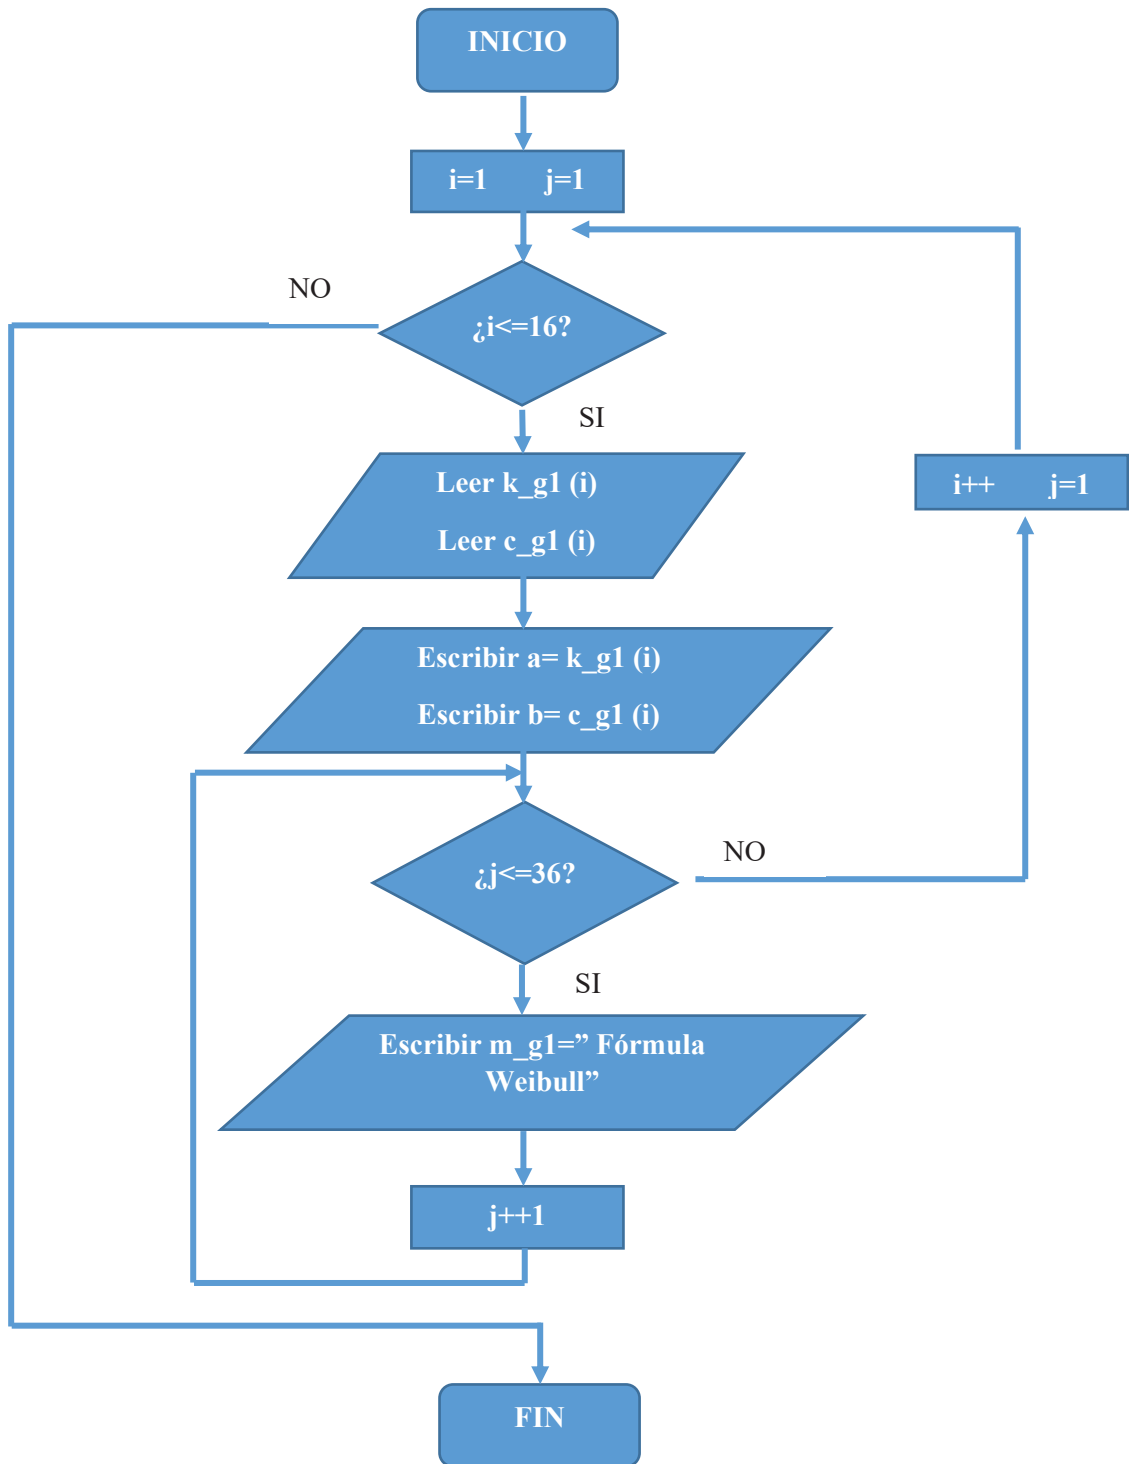 INICIO
i=1 j=1
NO
¿i<=16?
SI
Leer k_g1 (i)
Leer c_g1 (i)
i++ j=1
Escribir a= k_g1 (i)
Escribir b= c_g1 (i)
¿j<=36?
NO
SI
Escribir m_g1=” Fórmula
Weibull”
j++1
FIN